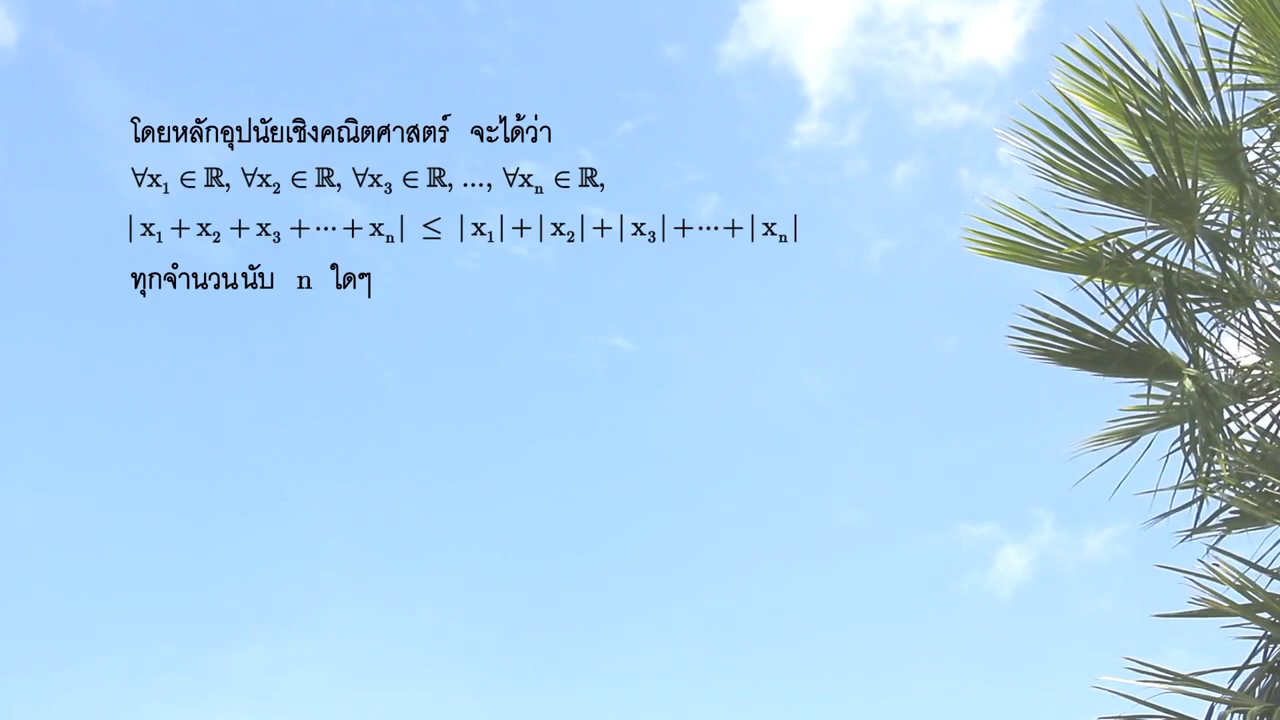 โดยหลักอุปนัยเชิงคณิตศาสตร์ จะได้ว่า
∀x₁ ∈ ℝ, ∀x₂ ∈ ℝ, ∀x₃ ∈ ℝ, ..., ∀xₙ ∈ ℝ,
|x₁ + x₂ + x₃ + ⋯ + xₙ| ≤ |x₁| + |x₂| + |x₃| + ⋯ + |xₙ|
ทุกจำนวนนับ n ใดๆ